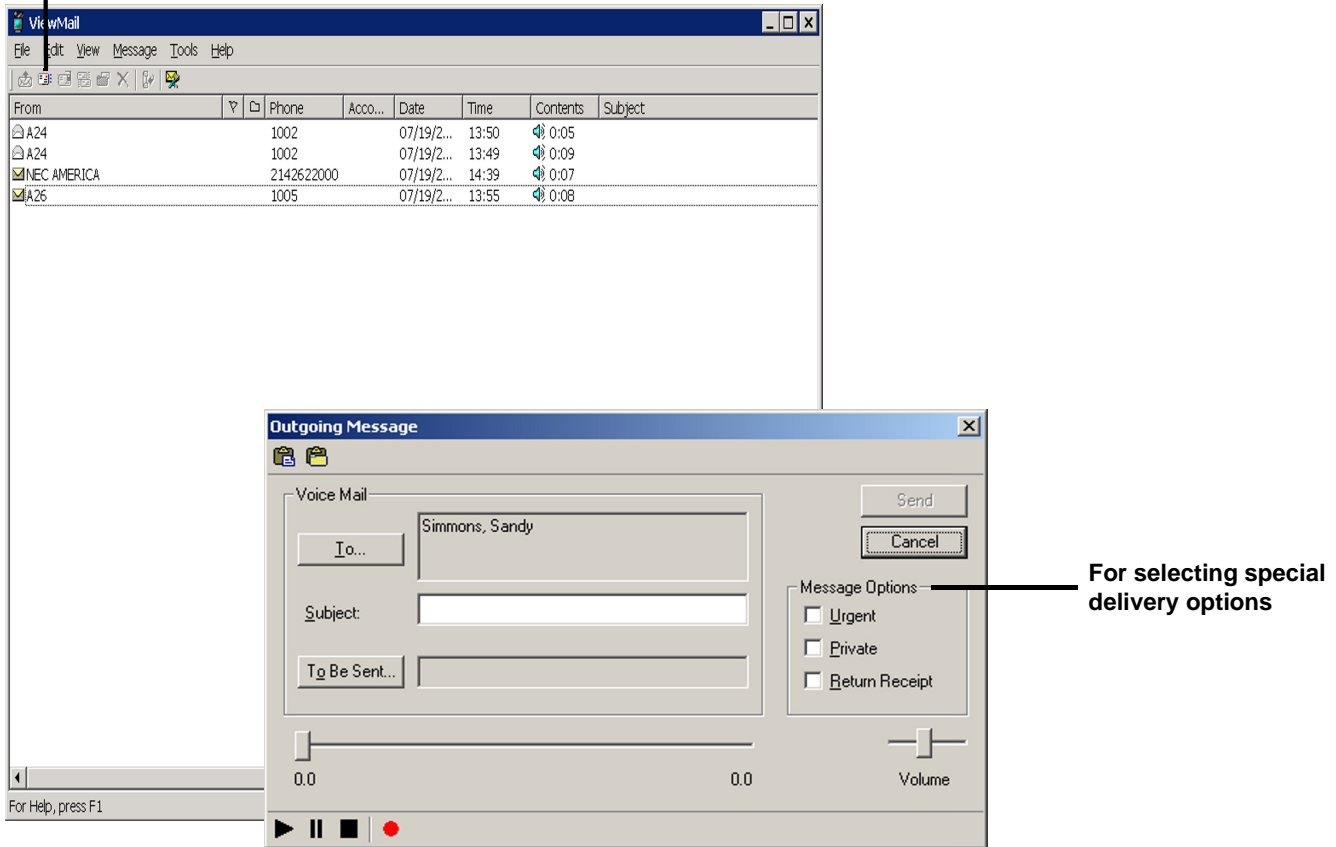 ViewMail
File Edit View Message Tools Help
From Phone Acco... Date Time Contents Subject
A24 1002 07/19/2... 13:50 0:05
A24 1002 07/19/2... 13:49 0:09
NEC AMERICA 2142622000 07/19/2... 14:39 0:07
A26 1005 07/19/2... 13:55 0:08
For Help, press F1
Outgoing Message
Voice Mail
To...
Simmons, Sandy
Subject:
To Be Sent...
0.0 0.0
Send
Cancel
Message Options
Urgent
Private
Return Receipt
Volume
For selecting special
delivery options